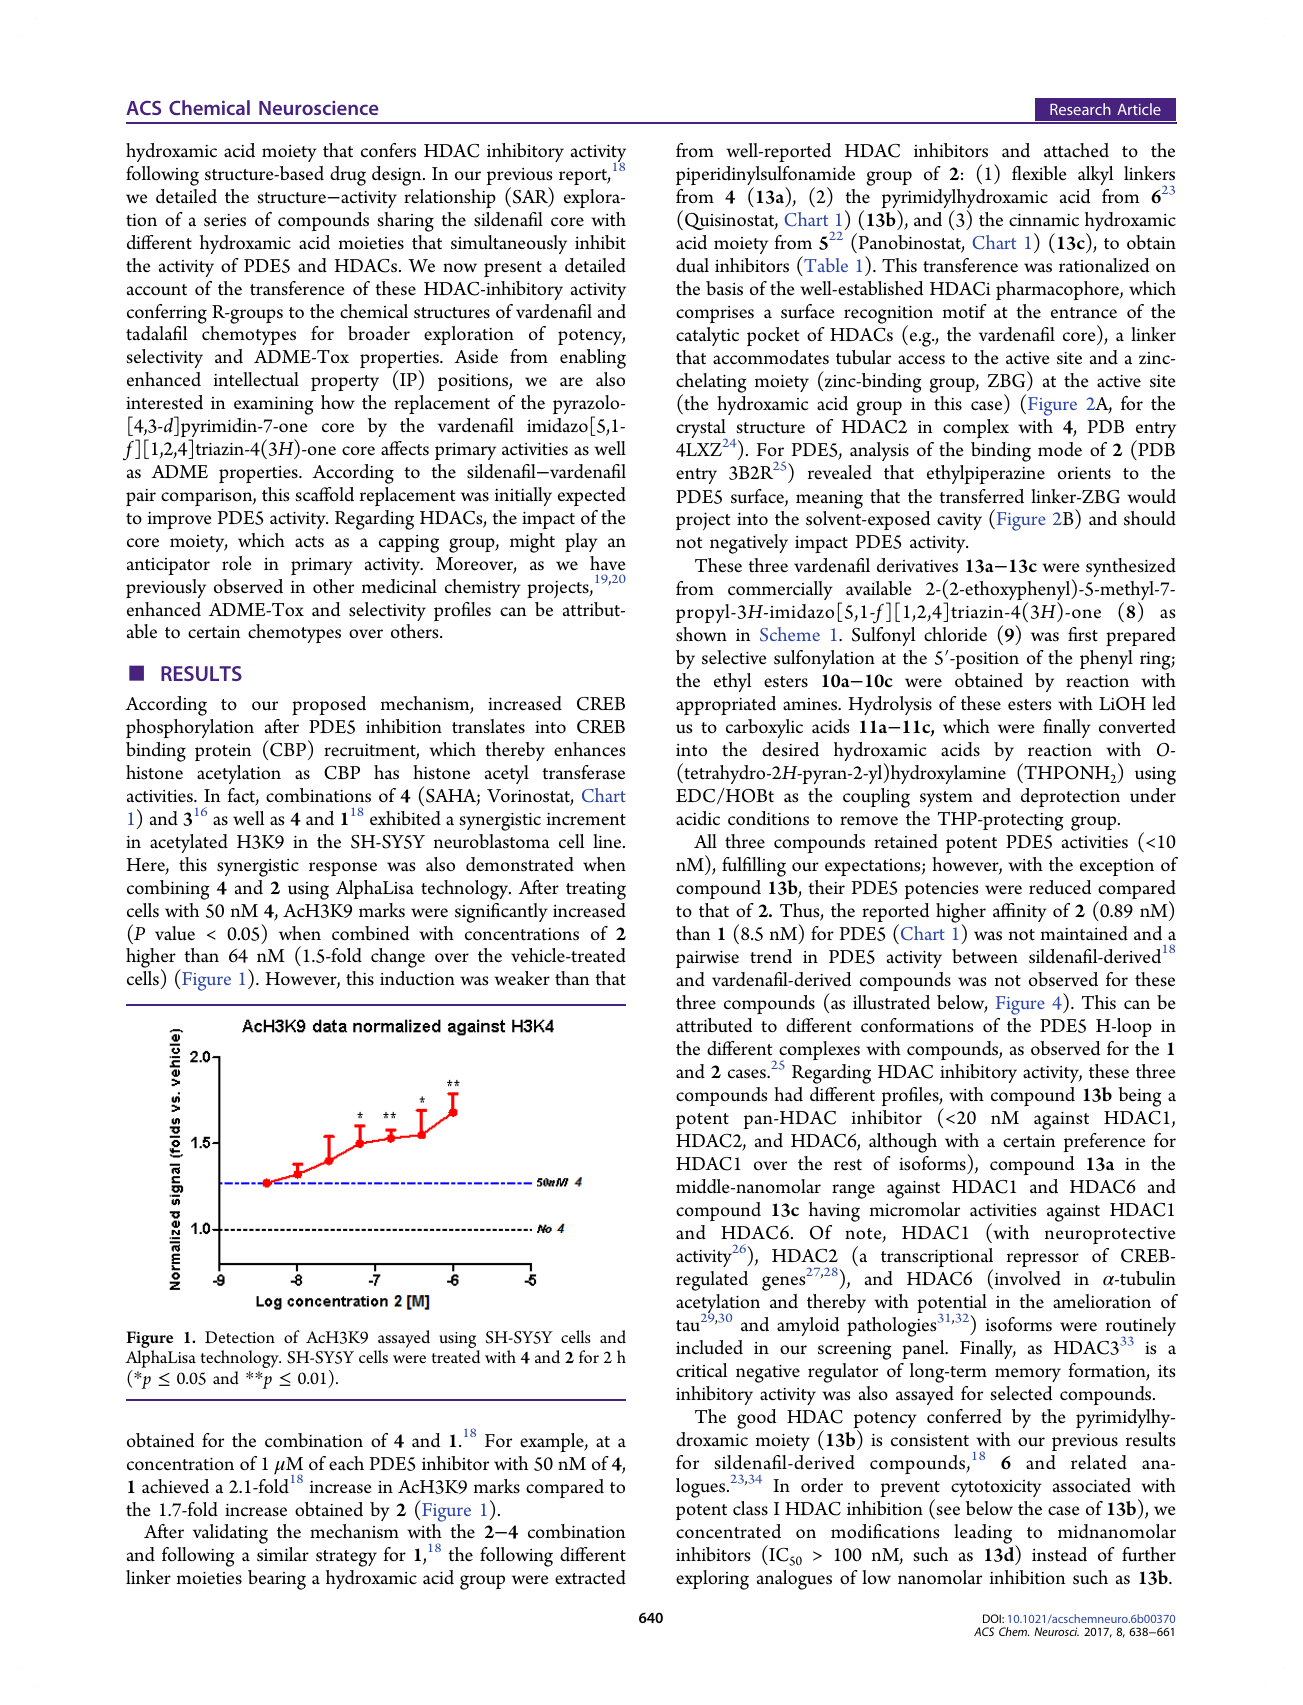 ACS Chemical Neuroscience
Research Article
hydroxamic acid moiety that confers HDAC inhibitory activity
following structure-based drug design. In our previous report,18
we detailed the structure−activity relationship (SAR) explora-
tion of a series of compounds sharing the sildenafil core with
different hydroxamic acid moieties that simultaneously inhibit
the activity of PDE5 and HDACs. We now present a detailed
account of the transference of these HDAC-inhibitory activity
conferring R-groups to the chemical structures of vardenafil and
tadalafil chemotypes for broader exploration of potency,
selectivity and ADME-Tox properties. Aside from enabling
enhanced intellectual property (IP) positions, we are also
interested in examining how the replacement of the pyrazolo-
[4,3-d]pyrimidin-7-one core by the vardenafil imidazo[5,1-
f][1,2,4]triazin-4(3H)-one core affects primary activities as well
as ADME properties. According to the sildenafil−vardenafil
pair comparison, this scaffold replacement was initially expected
to improve PDE5 activity. Regarding HDACs, the impact of the
core moiety, which acts as a capping group, might play an
anticipator role in primary activity. Moreover, as we have
previously observed in other medicinal chemistry projects,19,20
enhanced ADME-Tox and selectivity profiles can be attribut-
able to certain chemotypes over others.
■ RESULTS
According to our proposed mechanism, increased CREB
phosphorylation after PDE5 inhibition translates into CREB
binding protein (CBP) recruitment, which thereby enhances
histone acetylation as CBP has histone acetyl transferase
activities. In fact, combinations of 4 (SAHA; Vorinostat, Chart
1) and 316 as well as 4 and 118 exhibited a synergistic increment
in acetylated H3K9 in the SH-SY5Y neuroblastoma cell line.
Here, this synergistic response was also demonstrated when
combining 4 and 2 using AlphaLisa technology. After treating
cells with 50 nM 4, AcH3K9 marks were significantly increased
(P value < 0.05) when combined with concentrations of 2
higher than 64 nM (1.5-fold change over the vehicle-treated
cells) (Figure 1). However, this induction was weaker than that
AcH3K9 data normalized against H3K4
Normalized signal (folds vs. vehicle)
2.0
1.5
1.0
* ** * **
50nM 4
No 4
-9 -8 -7 -6 -5
Log concentration 2 [M]
Figure 1. Detection of AcH3K9 assayed using SH-SY5Y cells and
AlphaLisa technology. SH-SY5Y cells were treated with 4 and 2 for 2 h
(*p ≤ 0.05 and **p ≤ 0.01).
obtained for the combination of 4 and 1.18 For example, at a
concentration of 1 μM of each PDE5 inhibitor with 50 nM of 4,
1 achieved a 2.1-fold18 increase in AcH3K9 marks compared to
the 1.7-fold increase obtained by 2 (Figure 1).
After validating the mechanism with the 2−4 combination
and following a similar strategy for 1,18 the following different
linker moieties bearing a hydroxamic acid group were extracted
from well-reported HDAC inhibitors and attached to the
piperidinylsulfonamide group of 2: (1) flexible alkyl linkers
from 4 (13a), (2) the pyrimidylhydroxamic acid from 623
(Quisinostat, Chart 1) (13b), and (3) the cinnamic hydroxamic
acid moiety from 522 (Panobinostat, Chart 1) (13c), to obtain
dual inhibitors (Table 1). This transference was rationalized on
the basis of the well-established HDACi pharmacophore, which
comprises a surface recognition motif at the entrance of the
catalytic pocket of HDACs (e.g., the vardenafil core), a linker
that accommodates tubular access to the active site and a zinc-
chelating moiety (zinc-binding group, ZBG) at the active site
(the hydroxamic acid group in this case) (Figure 2A, for the
crystal structure of HDAC2 in complex with 4, PDB entry
4LXZ24). For PDE5, analysis of the binding mode of 2 (PDB
entry 3B2R25) revealed that ethylpiperazine orients to the
PDE5 surface, meaning that the transferred linker-ZBG would
project into the solvent-exposed cavity (Figure 2B) and should
not negatively impact PDE5 activity.
These three vardenafil derivatives 13a−13c were synthesized
from commercially available 2-(2-ethoxyphenyl)-5-methyl-7-
propyl-3H-imidazo[5,1-f][1,2,4]triazin-4(3H)-one (8) as
shown in Scheme 1. Sulfonyl chloride (9) was first prepared
by selective sulfonylation at the 5′-position of the phenyl ring;
the ethyl esters 10a−10c were obtained by reaction with
appropriated amines. Hydrolysis of these esters with LiOH led
us to carboxylic acids 11a−11c, which were finally converted
into the desired hydroxamic acids by reaction with O-
(tetrahydro-2H-pyran-2-yl)hydroxylamine (THPONH2) using
EDC/HOBt as the coupling system and deprotection under
acidic conditions to remove the THP-protecting group.
All three compounds retained potent PDE5 activities (<10
nM), fulfilling our expectations; however, with the exception of
compound 13b, their PDE5 potencies were reduced compared
to that of 2. Thus, the reported higher affinity of 2 (0.89 nM)
than 1 (8.5 nM) for PDE5 (Chart 1) was not maintained and a
pairwise trend in PDE5 activity between sildenafil-derived18
and vardenafil-derived compounds was not observed for these
three compounds (as illustrated below, Figure 4). This can be
attributed to different conformations of the PDE5 H-loop in
the different complexes with compounds, as observed for the 1
and 2 cases.25 Regarding HDAC inhibitory activity, these three
compounds had different profiles, with compound 13b being a
potent pan-HDAC inhibitor (<20 nM against HDAC1,
HDAC2, and HDAC6, although with a certain preference for
HDAC1 over the rest of isoforms), compound 13a in the
middle-nanomolar range against HDAC1 and HDAC6 and
compound 13c having micromolar activities against HDAC1
and HDAC6. Of note, HDAC1 (with neuroprotective
activity26), HDAC2 (a transcriptional repressor of CREB-
regulated genes27,28), and HDAC6 (involved in α-tubulin
acetylation and thereby with potential in the amelioration of
tau29,30 and amyloid pathologies31,32) isoforms were routinely
included in our screening panel. Finally, as HDAC333 is a
critical negative regulator of long-term memory formation, its
inhibitory activity was also assayed for selected compounds.
The good HDAC potency conferred by the pyrimidylhy-
droxamic moiety (13b) is consistent with our previous results
for sildenafil-derived compounds,18 6 and related ana-
logues.23,34 In order to prevent cytotoxicity associated with
potent class I HDAC inhibition (see below the case of 13b), we
concentrated on modifications leading to midnanomolar
inhibitors (IC50 > 100 nM, such as 13d) instead of further
exploring analogues of low nanomolar inhibition such as 13b.
640
DOI: 10.1021/acschemneuro.6b00370
ACS Chem. Neurosci. 2017, 8, 638−661